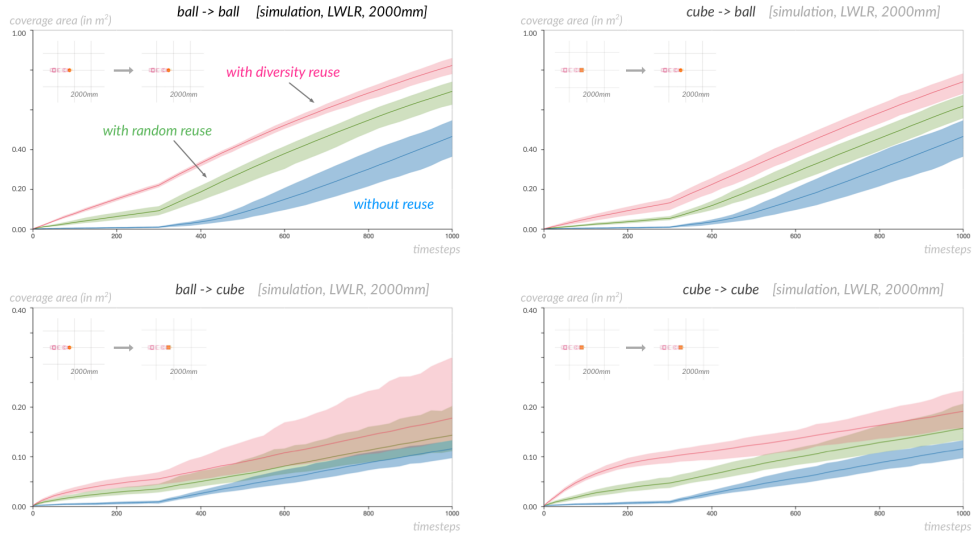 ball -> ball [simulation, LWLR, 2000mm]
coverage area (in m²)
1.00
0.40
0.20
0.00
2000mm
2000mm
with diversity reuse
with random reuse
without reuse
0 200 400 600 800 1000
timesteps
cube -> ball [simulation, LWLR, 2000mm]
coverage area (in m²)
1.00
0.40
0.20
0.00
2000mm
2000mm
0 200 400 600 800 1000
timesteps
ball -> cube [simulation, LWLR, 2000mm]
coverage area (in m²)
0.40
0.20
0.10
0.00
2000mm
2000mm
0 200 400 600 800 1000
timesteps
cube -> cube [simulation, LWLR, 2000mm]
coverage area (in m²)
0.40
0.20
0.10
0.00
2000mm
2000mm
0 200 400 600 800 1000
timesteps